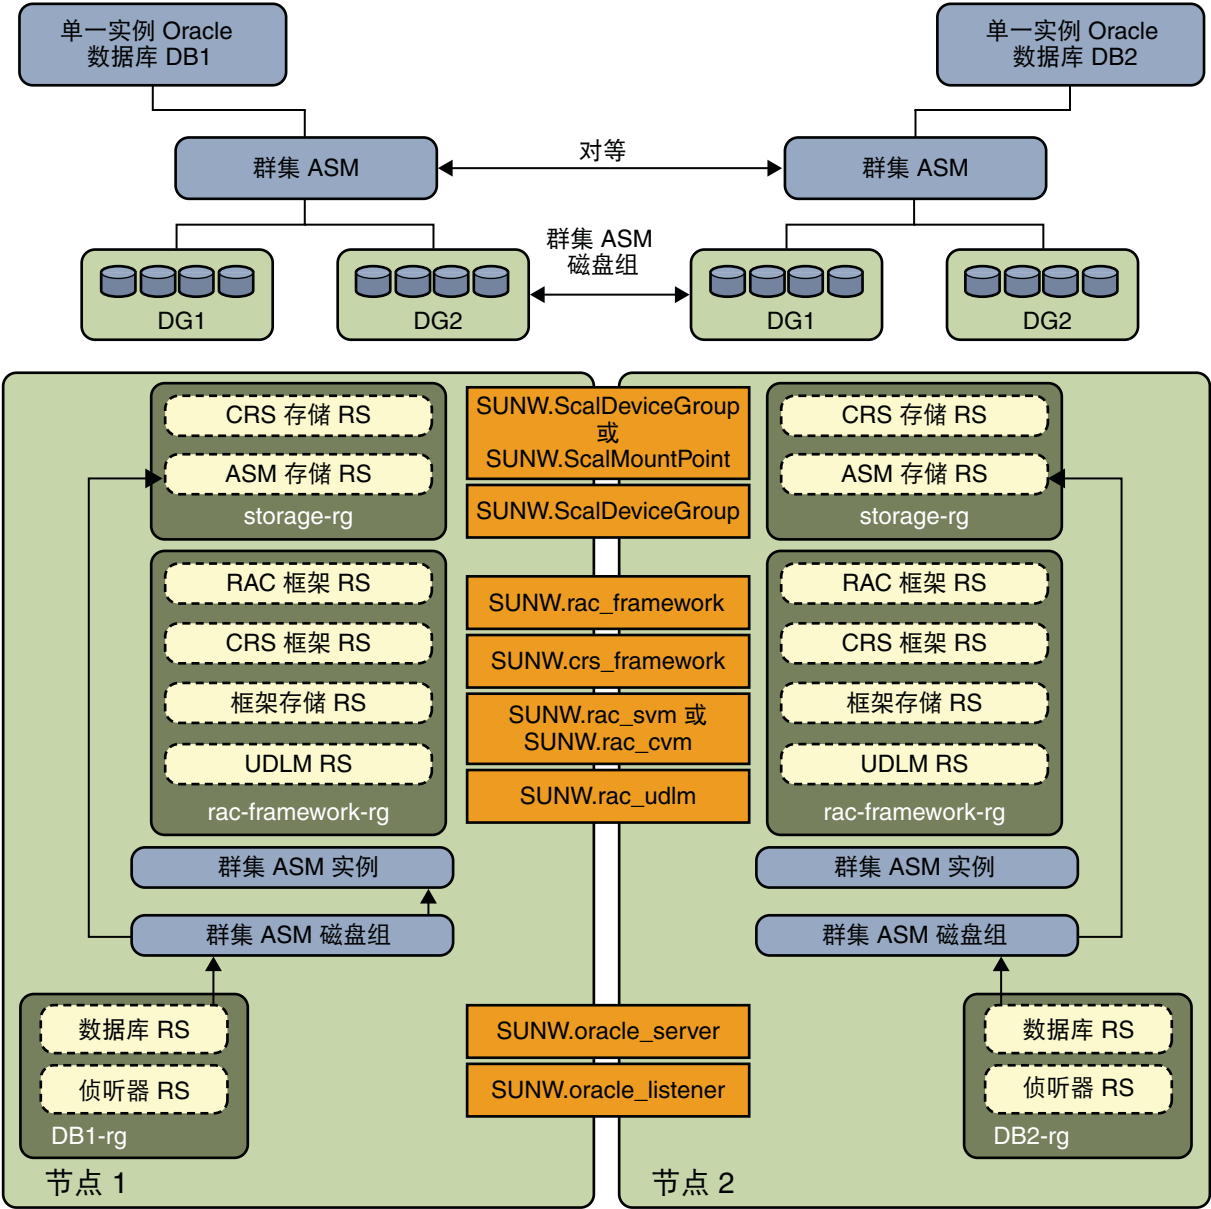 单一实例 Oracle
数据库 DB1
单一实例 Oracle
数据库 DB2
群集 ASM
对等
群集 ASM
群集 ASM
磁盘组
DG1
DG2
DG1
DG2
CRS 存储 RS
ASM 存储 RS
storage-rg
RAC 框架 RS
CRS 框架 RS
框架存储 RS
UDLM RS
rac-framework-rg
群集 ASM 实例
群集 ASM 磁盘组
数据库 RS
侦听器 RS
DB1-rg
节点 1
SUNW.ScalDeviceGroup
或
SUNW.ScalMountPoint
SUNW.ScalDeviceGroup
SUNW.rac_framework
SUNW.crs_framework
SUNW.rac_svm 或
SUNW.rac_cvm
SUNW.rac_udlm
SUNW.oracle_server
SUNW.oracle_listener
CRS 存储 RS
ASM 存储 RS
storage-rg
RAC 框架 RS
CRS 框架 RS
框架存储 RS
UDLM RS
rac-framework-rg
群集 ASM 实例
群集 ASM 磁盘组
数据库 RS
侦听器 RS
DB2-rg
节点 2